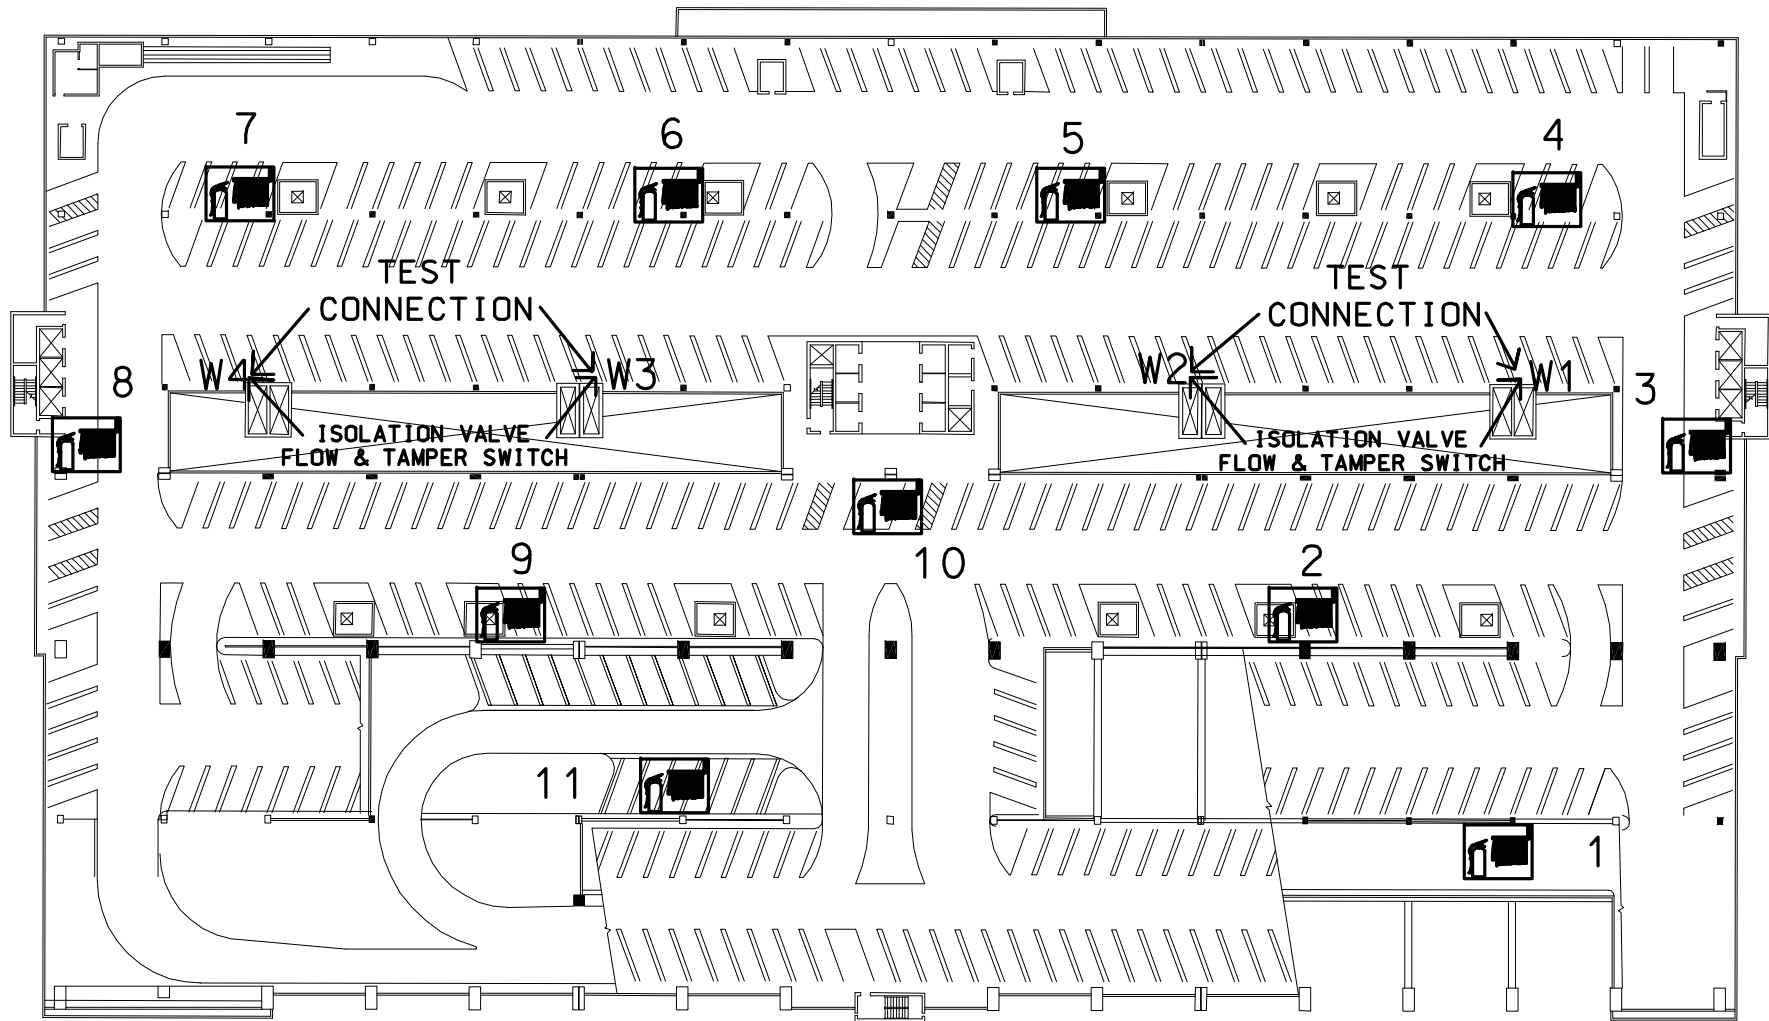 7
6
5
4
TEST
CONNECTION
TEST
CONNECTION
8
W4
W3
W2
W1
3
ISOLATION VALVE
FLOW & TAMPER SWITCH
ISOLATION VALVE
FLOW & TAMPER SWITCH
9
10
2
11
1